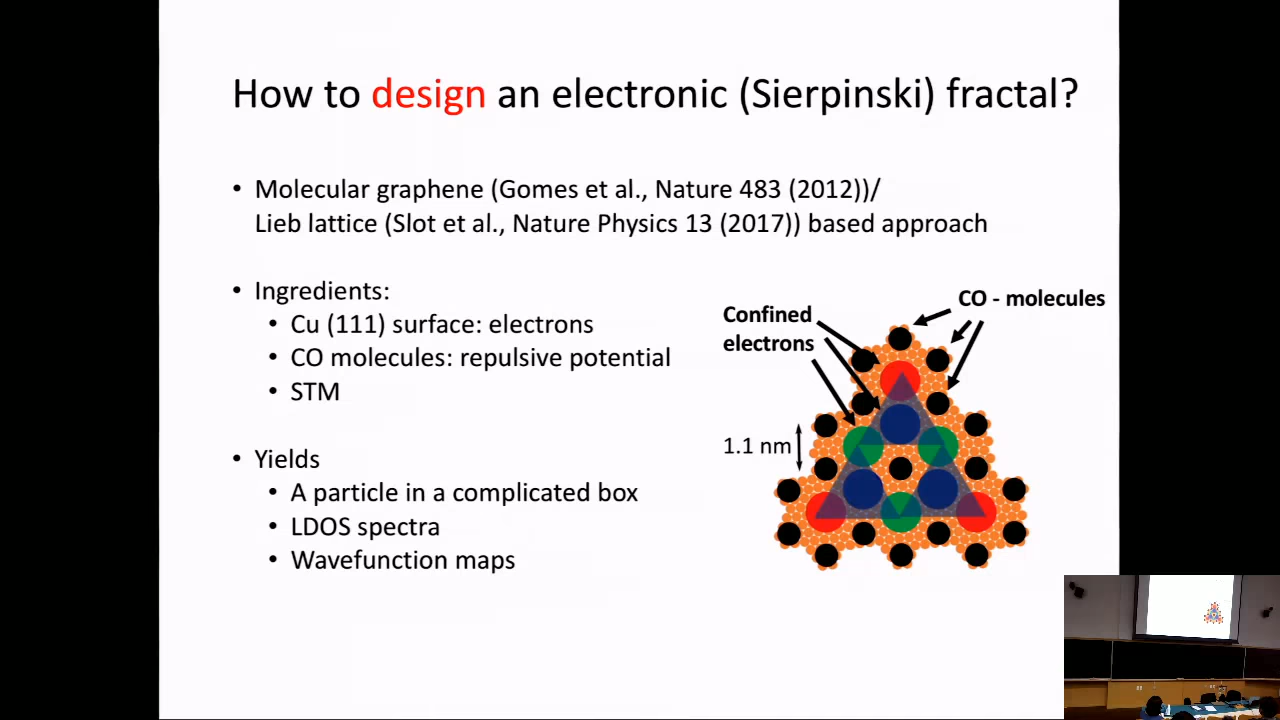 How to design an electronic (Sierpinski) fractal?
• Molecular graphene (Gomes et al., Nature 483 (2012))/
Lieb lattice (Slot et al., Nature Physics 13 (2017)) based approach
• Ingredients:
• Cu (111) surface: electrons
• CO molecules: repulsive potential
• STM
• Yields
• A particle in a complicated box
• LDOS spectra
• Wavefunction maps
CO - molecules
Confined
electrons
1.1 nm